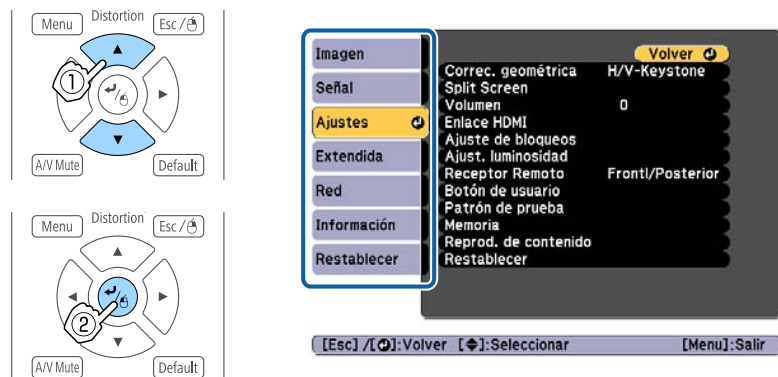 Menu
Distortion
Esc /
1
A/V Mute
Default
Menu
Distortion
Esc /
2
A/V Mute
Default
Imagen
Señal
Ajustes
Extendida
Red
Información
Restablecer
Volver
Correc. geométrica H/V-Keystone
Split Screen
Volumen 0
Enlace HDMI
Ajuste de bloqueos
Ajust. luminosidad
Receptor Remoto Frontl/Posterior
Botón de usuario
Patrón de prueba
Memoria
Reprod. de contenido
Restablecer
[Esc] /[ ]:Volver [ ]:Seleccionar [Menu]:Salir